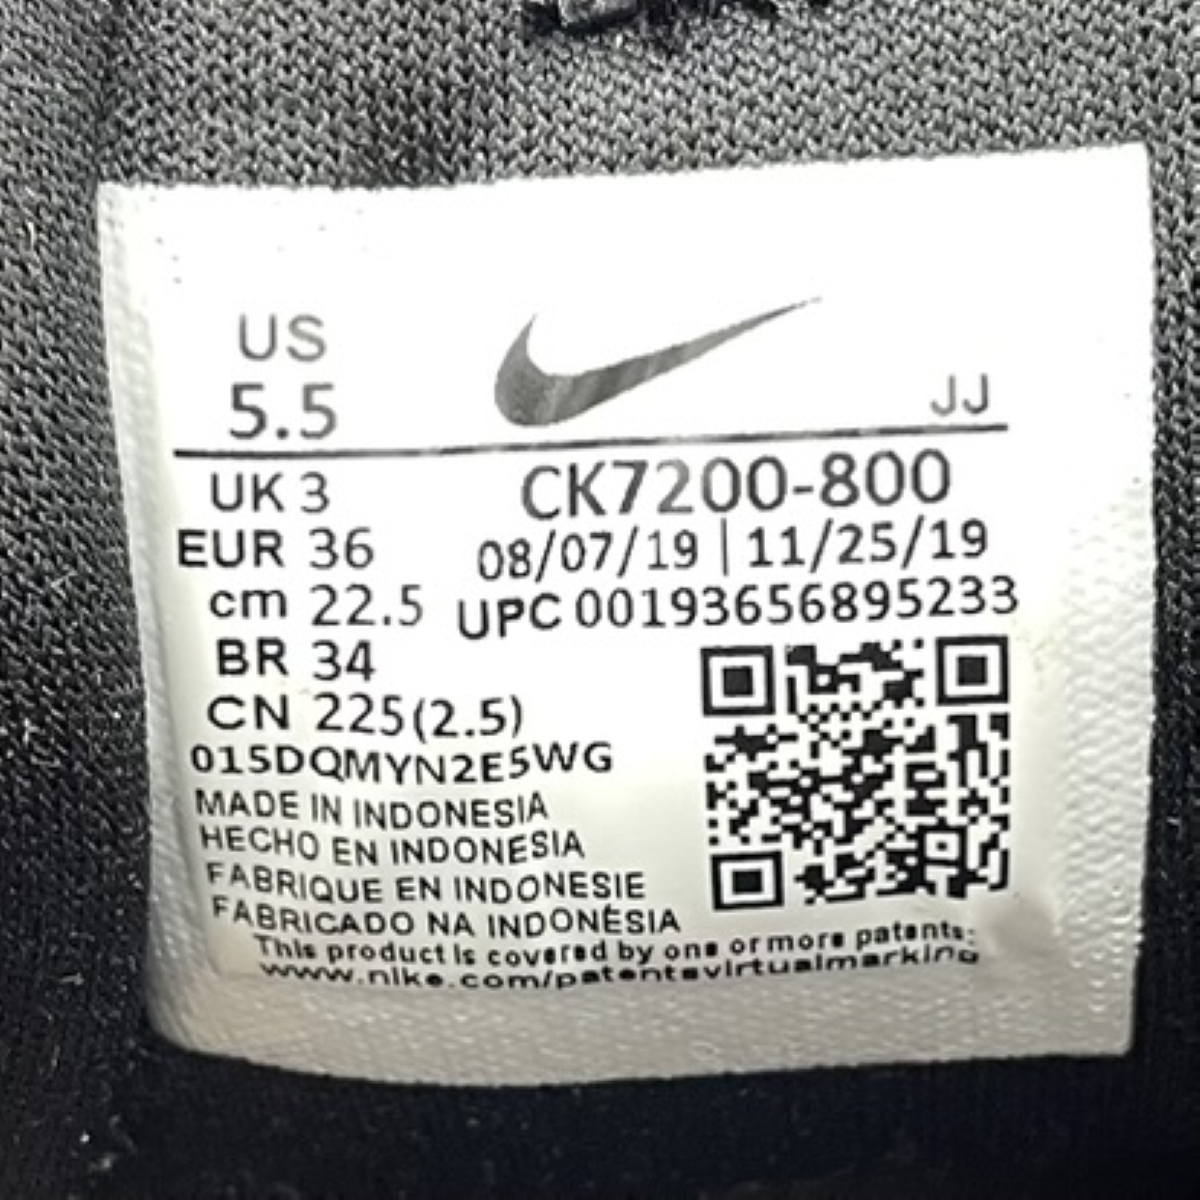 US
5.5
JJ
UK 3
CK7200-800
EUR 36
08/07/19 | 11/25/19
cm 22.5
UPC 00193656895233
BR 34
CN 225(2.5)
015DQMYN2E5WG
MADE IN INDONESIA
HECHO EN INDONESIA
FABRIQUE EN INDONESIE
FABRICADO NA INDONÉSIA
This product is covered by one or more patents:
www.nike.com/patentsvirtualmarking